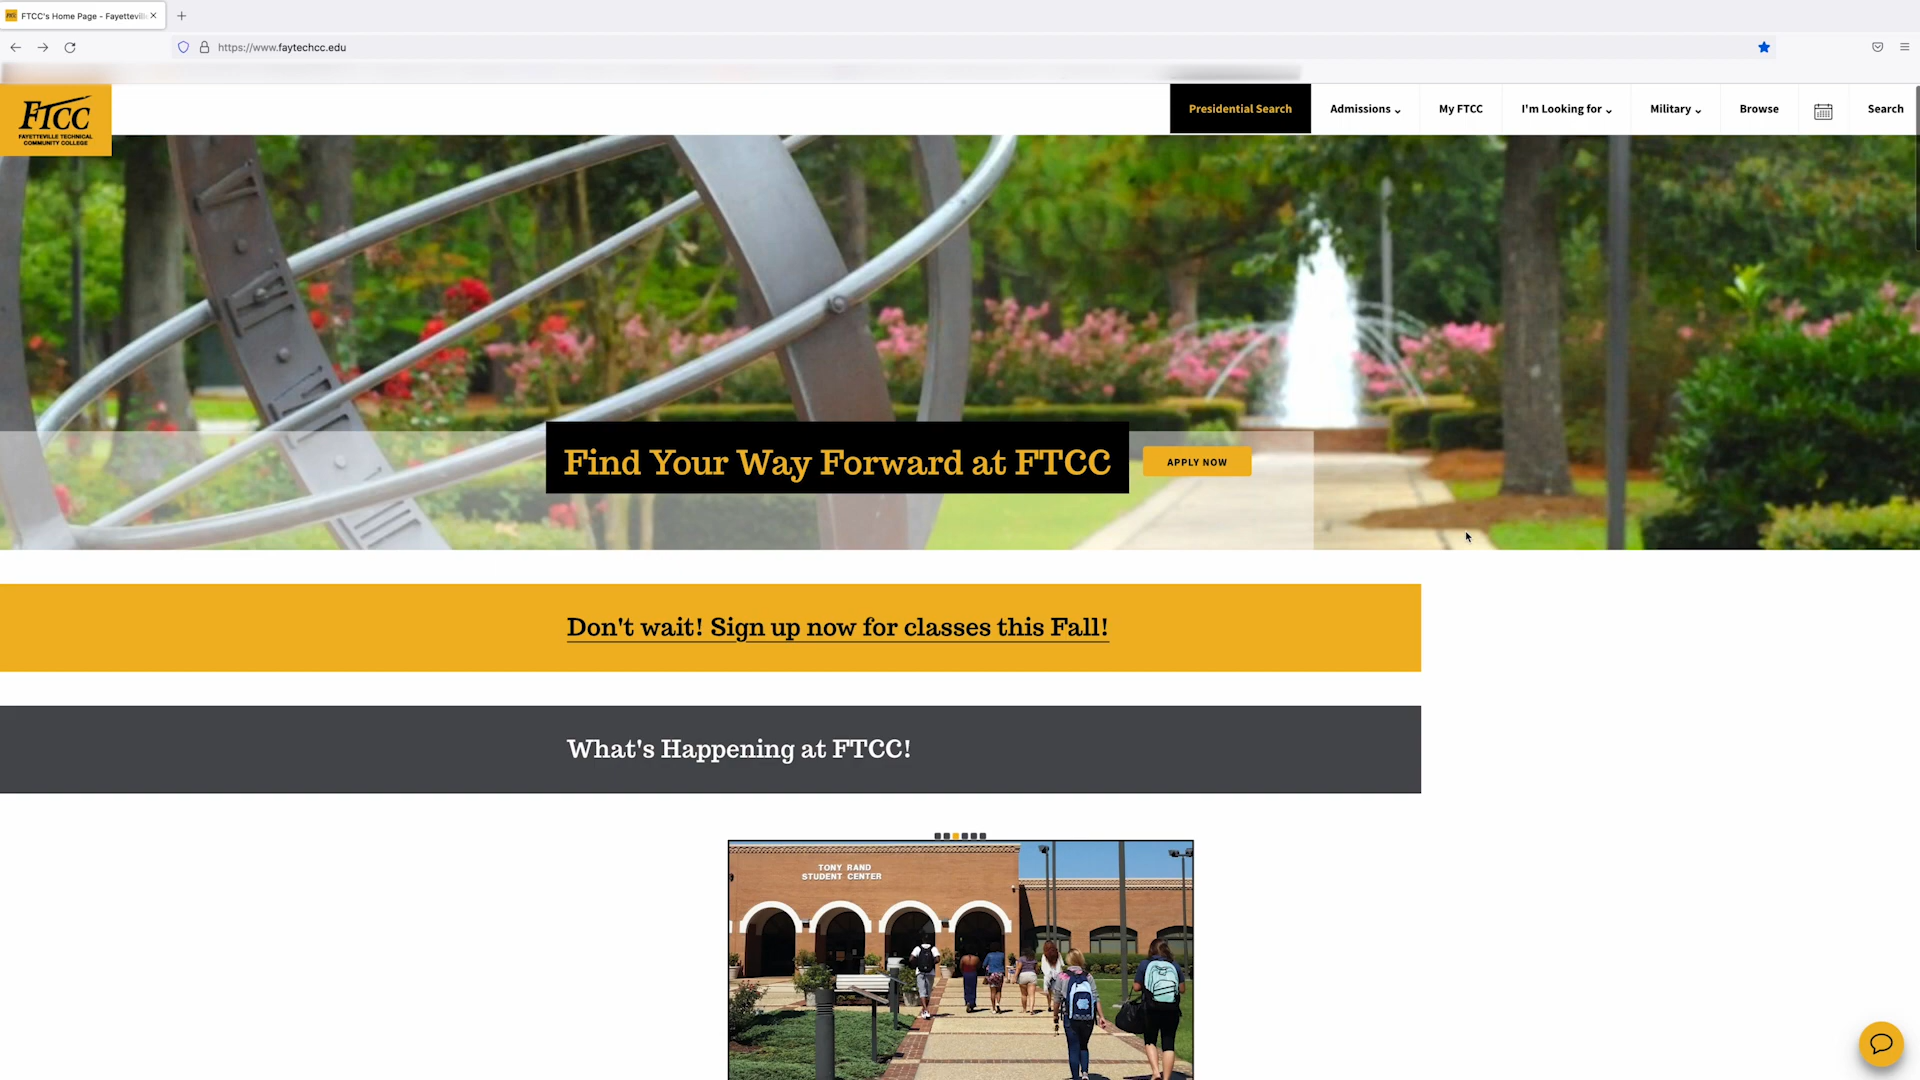 FTCC's Home Page - Fayettevill
https://www.faytechcc.edu
FTCC
FAYETTEVILLE TECHNICAL
COMMUNITY COLLEGE
Presidential Search
Admissions
My FTCC
I'm Looking for
Military
Browse
Search
Find Your Way Forward at FTCC
APPLY NOW
Don't wait! Sign up now for classes this Fall!
What's Happening at FTCC!
TONY RAND
STUDENT CENTER